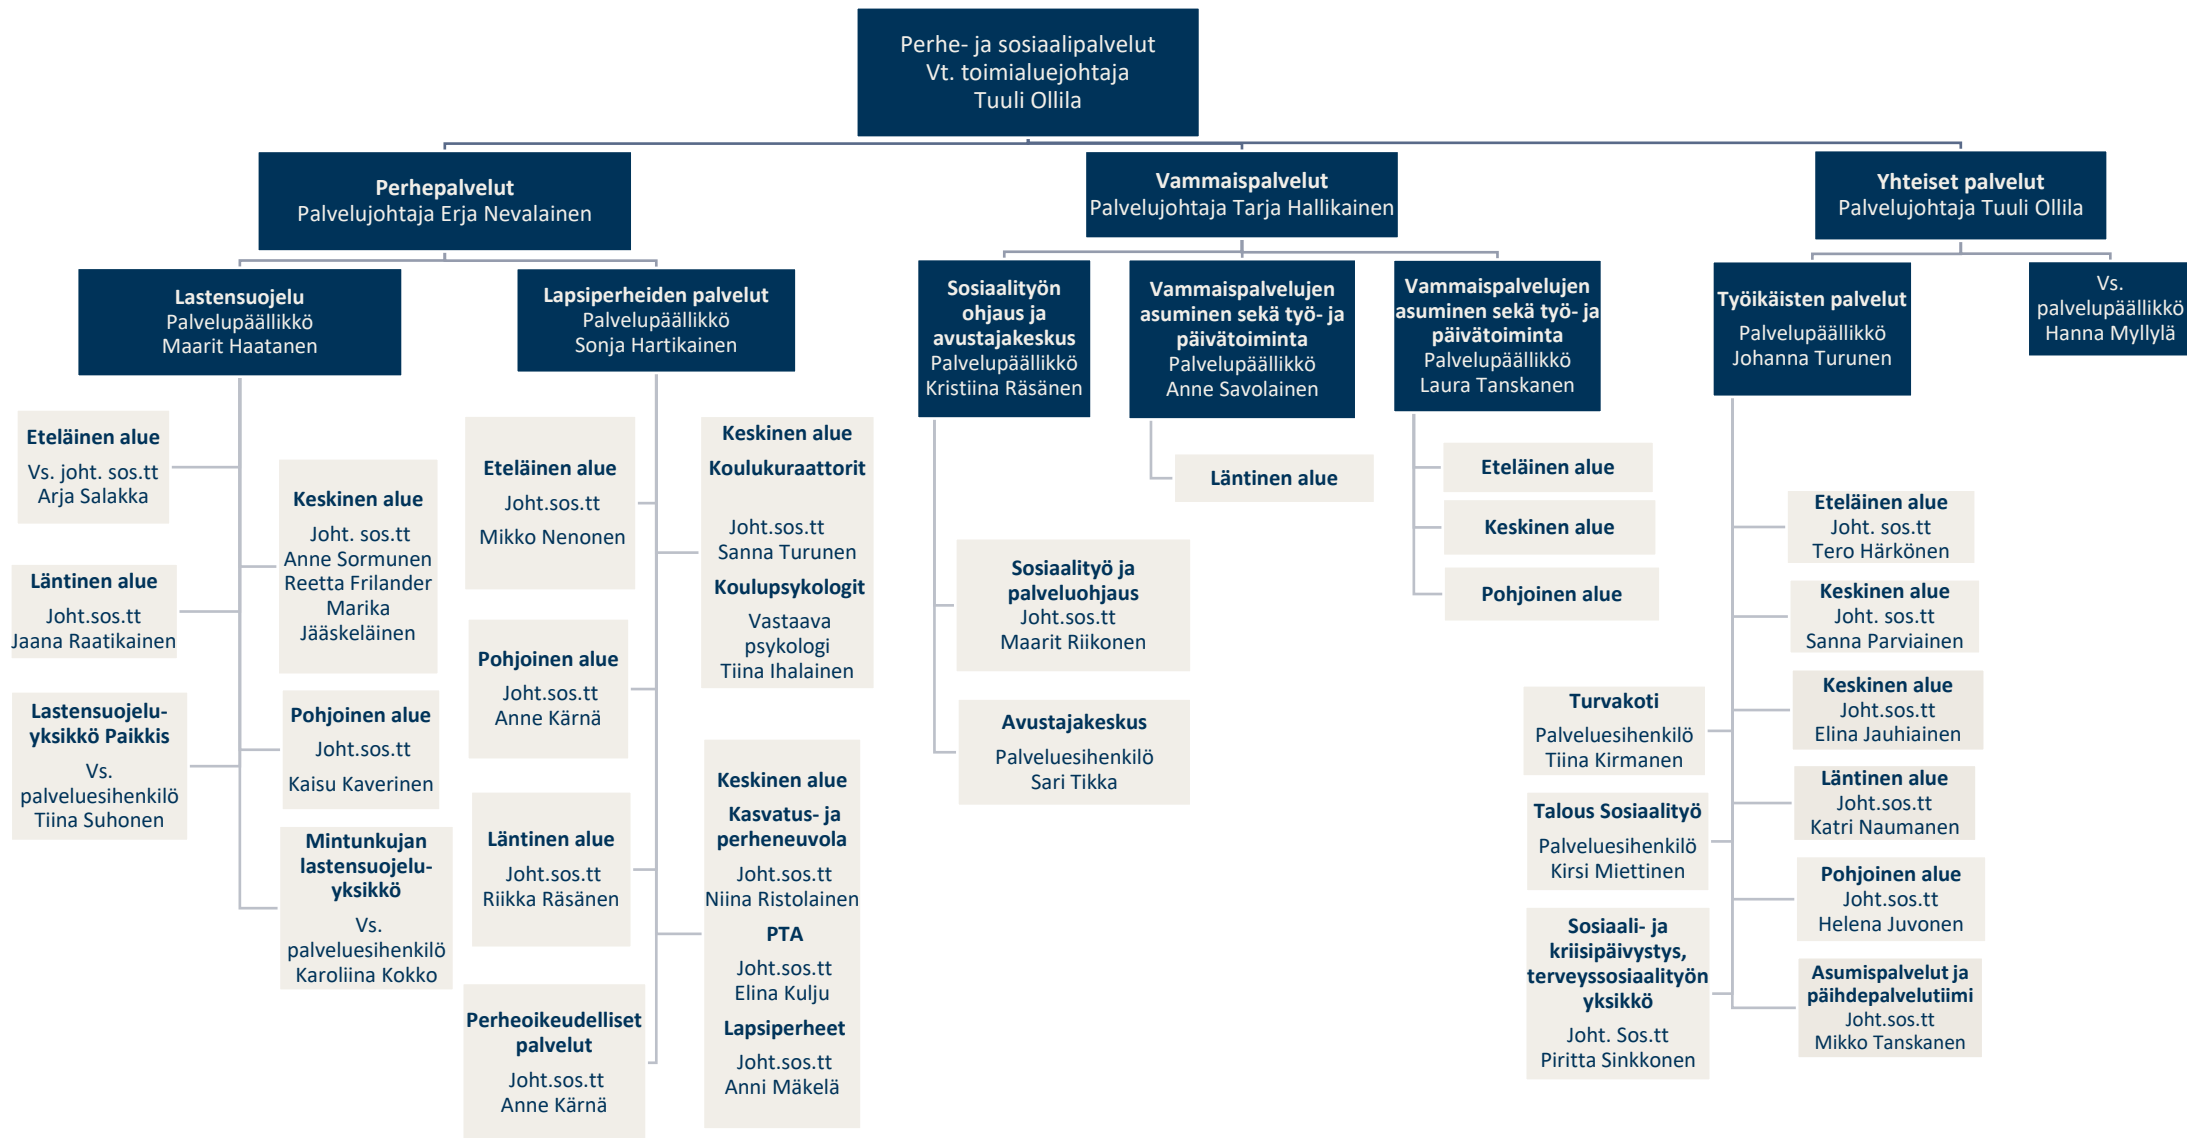 Perhe- ja sosiaalipalvelut
Vt. toimialuejohtaja
Tuuli Ollila
Perhepalvelut
Palvelujohtaja Erja Nevalainen
Vammaispalvelut
Palvelujohtaja Tarja Hallikainen
Yhteiset palvelut
Palvelujohtaja Tuuli Ollila
Lastensuojelu
Palvelupäällikkö
Maarit Haatanen
Lapsiperheiden palvelut
Palvelupäällikkö
Sonja Hartikainen
Sosiaalityön
ohjaus ja
avustajakeskus
Palvelupäällikkö
Kristiina Räsänen
Vammaispalvelujen
asuminen sekä työ- ja
päivätoiminta
Palvelupäällikkö
Anne Savolainen
Vammaispalvelujen
asuminen sekä työ- ja
päivätoiminta
Palvelupäällikkö
Laura Tanskanen
Työikäisten palvelut
Palvelupäällikkö
Johanna Turunen
Vs.
palvelupäällikkö
Hanna Myllylä
Eteläinen alue
Vs. joht. sos.tt
Arja Salakka
Läntinen alue
Joht.sos.tt
Jaana Raatikainen
Lastensuojelu-
yksikkö Paikkis
Vs.
palveluesihenkilö
Tiina Suhonen
Keskinen alue
Joht. sos.tt
Anne Sormunen
Reetta Frilander
Marika
Jääskeläinen
Pohjoinen alue
Joht.sos.tt
Kaisu Kaverinen
Mintunkujan
lastensuojelu-
yksikkö
Vs.
palveluesihenkilö
Karoliina Kokko
Eteläinen alue
Joht.sos.tt
Mikko Nenonen
Pohjoinen alue
Joht.sos.tt
Anne Kärnä
Läntinen alue
Joht.sos.tt
Riikka Räsänen
Perheoikeudelliset
palvelut
Joht.sos.tt
Anne Kärnä
Keskinen alue
Koulukuraattorit
Joht.sos.tt
Sanna Turunen
Koulupsykologit
Vastaava
psykologi
Tiina Ihalainen
Keskinen alue
Kasvatus- ja
perheneuvola
Joht.sos.tt
Niina Ristolainen
PTA
Joht.sos.tt
Elina Kulju
Lapsiperheet
Joht.sos.tt
Anni Mäkelä
Sosiaalityö ja
palveluohjaus
Joht.sos.tt
Maarit Riikonen
Avustajakeskus
Palveluesihenkilö
Sari Tikka
Läntinen alue
Eteläinen alue
Keskinen alue
Pohjoinen alue
Turvakoti
Palveluesihenkilö
Tiina Kirmanen
Talous Sosiaalityö
Palveluesihenkilö
Kirsi Miettinen
Sosiaali- ja
kriisipäivystys,
terveyssosiaalityön
yksikkö
Joht. Sos.tt
Piritta Sinkkonen
Eteläinen alue
Joht. sos.tt
Tero Härkönen
Keskinen alue
Joht. sos.tt
Sanna Parviainen
Keskinen alue
Joht.sos.tt
Elina Jauhiainen
Läntinen alue
Joht.sos.tt
Katri Naumanen
Pohjoinen alue
Joht.sos.tt
Helena Juvonen
Asumispalvelut ja
päihdepalvelutiimi
Joht.sos.tt
Mikko Tanskanen